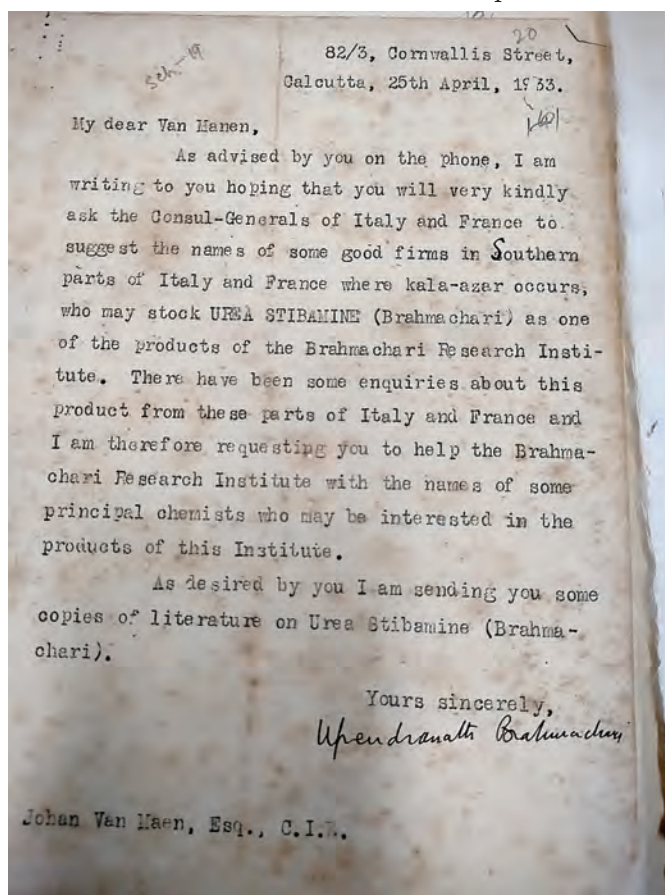 20
sch-19
82/3, Cornwallis Street,
Calcutta, 25th April, 1933.
My dear Van Manen,
As advised by you on the phone, I am
writing to you hoping that you will very kindly
ask the Consul-Generals of Italy and France to
suggest the names of some good firms in Southern
parts of Italy and France where kala-azar occurs,
who may stock UREA STIBAMINE (Brahmachari) as one
of the products of the Brahmachari Research Insti-
tute. There have been some enquiries about this
product from these parts of Italy and France and
I am therefore requesting you to help the Brahma-
chari Research Institute with the names of some
principal chemists who may be interested in the
products of this Institute.
As desired by you I am sending you some
copies of literature on Urea Stibamine (Brahma-
chari).
Yours sincerely,
Upendranath Brahmachari
Johan Van Maen, Esq., C.I.E.